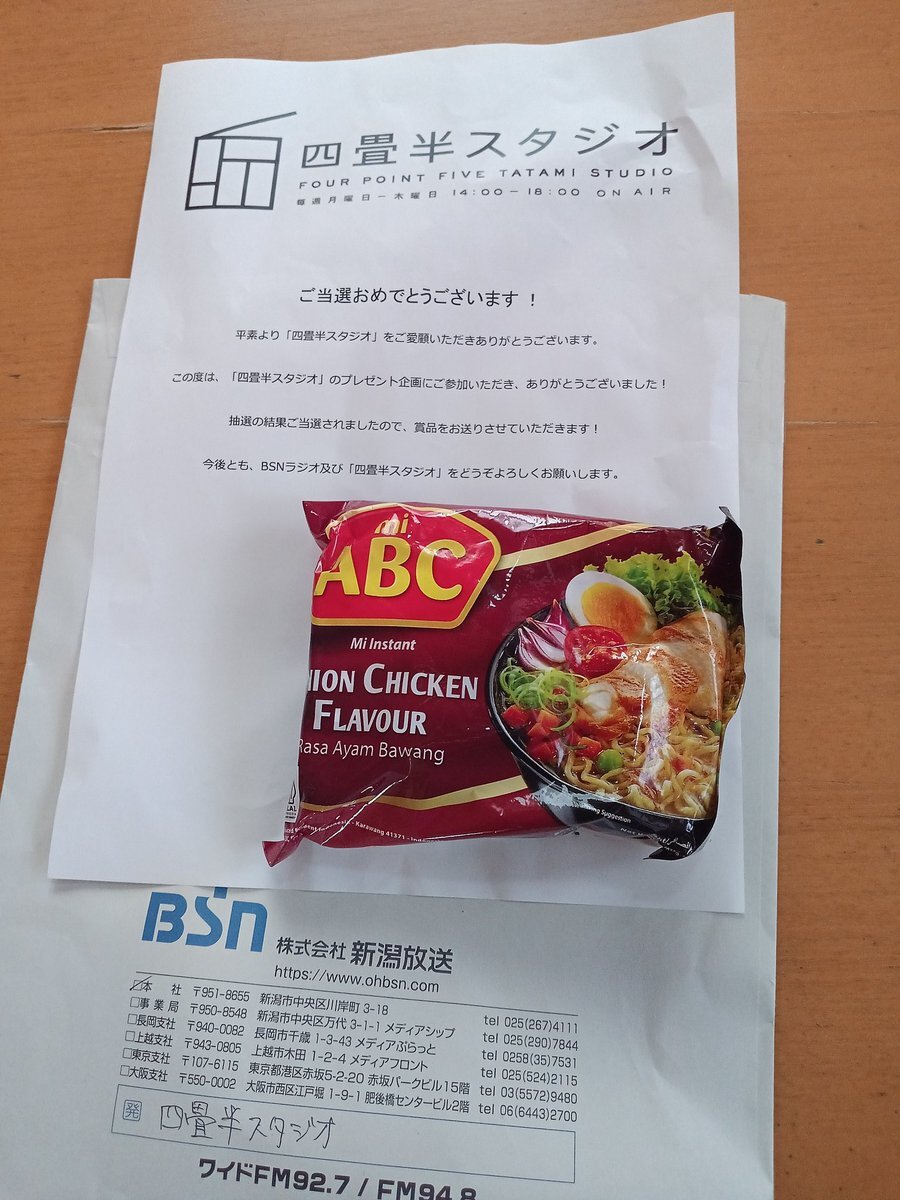 四畳半スタジオ
FOUR POINT FIVE TATAMI STUDIO
毎週月曜日－木曜日 14:00－18:00 ON AIR
ご当選おめでとうございます！
平素より「四畳半スタジオ」をご愛顧いただきありがとうございます。
この度は、「四畳半スタジオ」のプレゼント企画にご参加いただき、ありがとうございました！
抽選の結果ご当選されましたので、賞品をお送りさせていただきます！
今後とも、BSNラジオ及び「四畳半スタジオ」をどうぞよろしくお願いします。
mi
ABC
Mi Instant
NION CHICKEN
FLAVOUR
Rasa Ayam Bawang
Indonesia - Karawang 41371 -
Suggestion
BSN 株式会社 新潟放送
https://www.ohbsn.com
□本社 〒951-8655 新潟市中央区川岸町 3-18 tel 025(267)4111
□事業局 〒950-8548 新潟市中央区万代 3-1-1 メディアシップ tel 025(290)7844
□長岡支社 〒940-0082 長岡市千歳 1-3-43 メディアぷらっと tel 0258(35)7531
□上越支社 〒943-0805 上越市木田 1-2-4 メディアフロント tel 025(524)2115
□東京支社 〒107-6115 東京都港区赤坂5-2-20 赤坂パークビル15階 tel 03(5572)9480
□大阪支社 〒550-0002 大阪市西区江戸堀 1-9-1 肥後橋センタービル2階 tel 06(6443)2700
発 四畳半スタジオ
ワイドFM92.7 / FM94.8